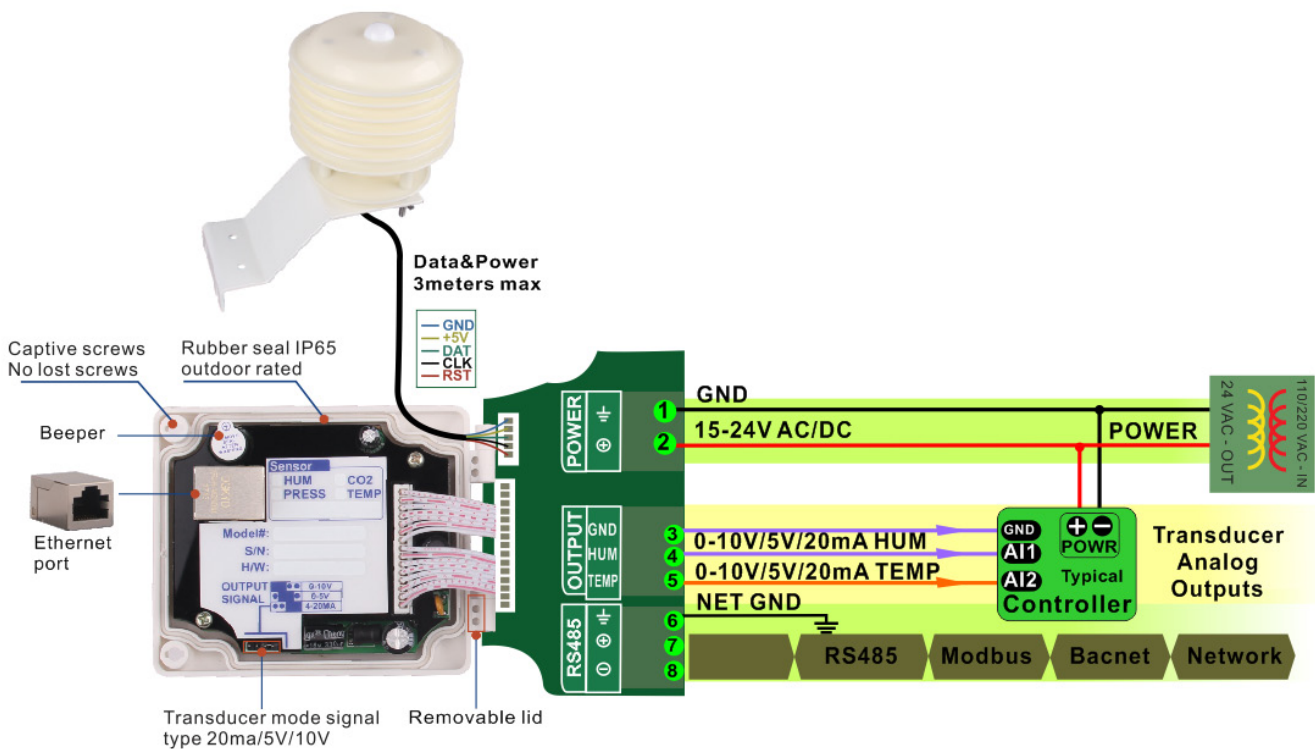 Data&Power
3meters max
GND
+5V
DAT
CLK
RST
Captive screws
No lost screws
Rubber seal IP65
outdoor rated
Beeper
Ethernet
port
Sensor
HUM CO2
PRESS TEMP
Model#:
S/N:
H/W:
OUTPUT
SIGNAL
0-10V
0-5V
4-20MA
Transducer mode signal
type 20ma/5V/10V
Removable lid
POWER
1
2
GND
15-24V AC/DC
POWER
24 VAC - OUT
110/220 VAC - IN
OUTPUT
GND
HUM
TEMP
3
4
5
0-10V/5V/20mA HUM
0-10V/5V/20mA TEMP
GND
AI1
AI2
POWR
Typical
Controller
Transducer
Analog
Outputs
RS485
6
7
8
NET GND
RS485
Modbus
Bacnet
Network